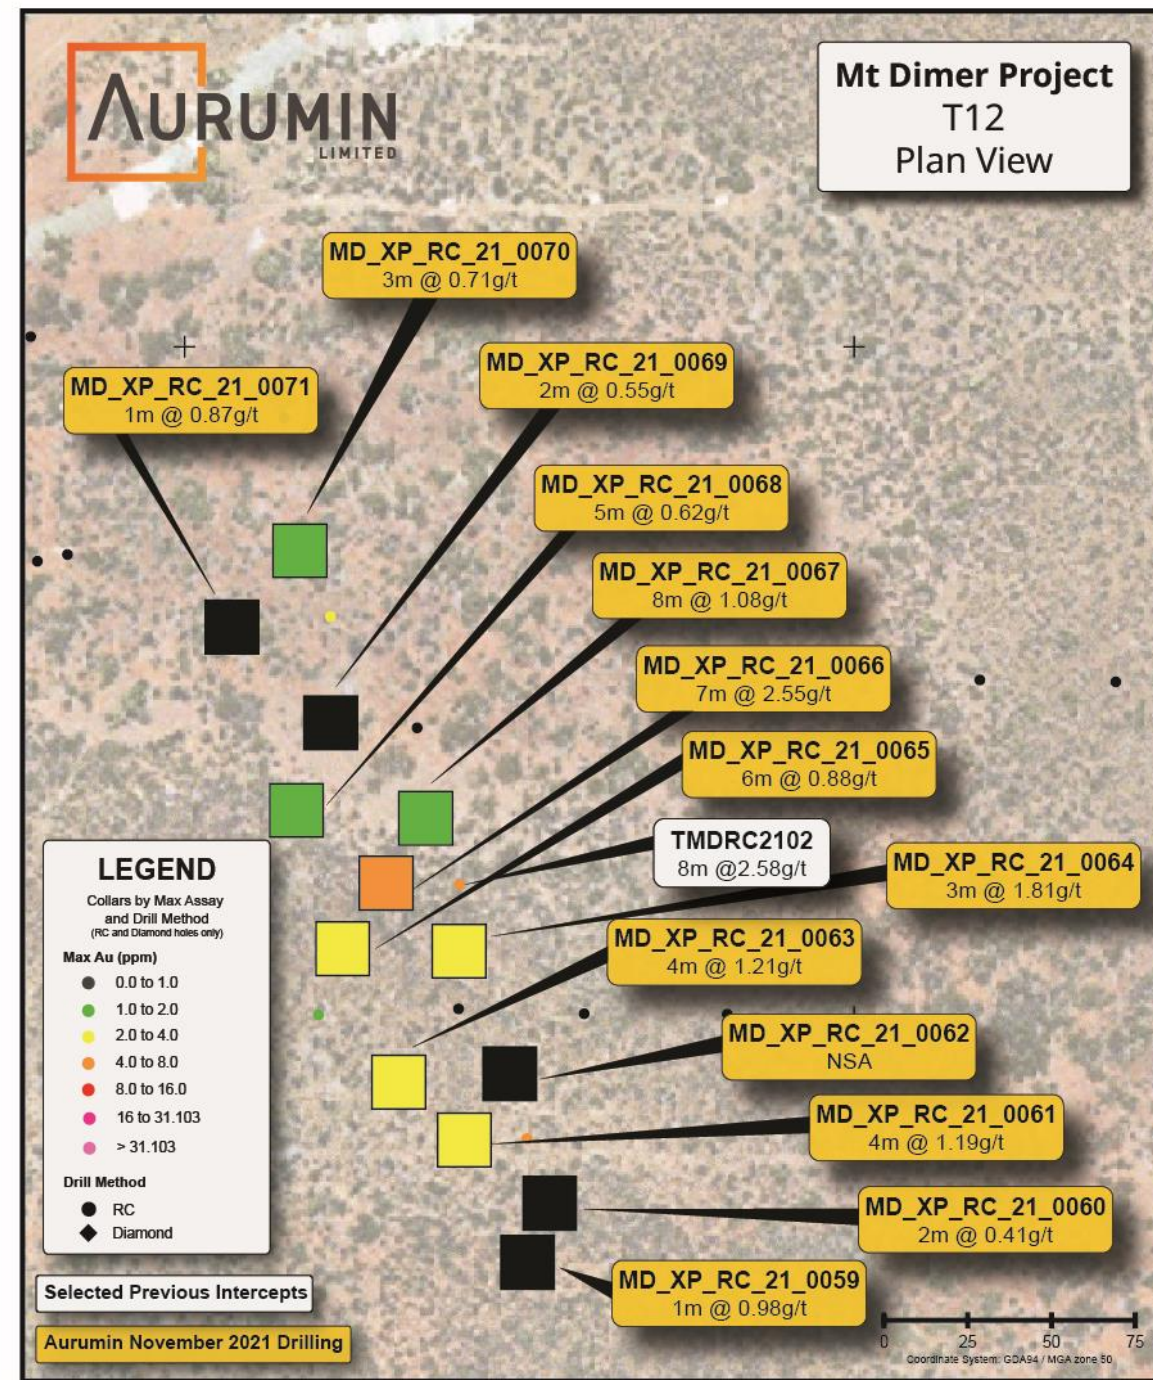 AURUMIN
LIMITED
Mt Dimer Project
T12
Plan View
MD_XP_RC_21_0070
3m @ 0.71g/t
MD_XP_RC_21_0069
2m @ 0.55g/t
MD_XP_RC_21_0071
1m @ 0.87g/t
MD_XP_RC_21_0068
5m @ 0.62g/t
MD_XP_RC_21_0067
8m @ 1.08g/t
MD_XP_RC_21_0066
7m @ 2.55g/t
MD_XP_RC_21_0065
6m @ 0.88g/t
TMDRC2102
8m @2.58g/t
MD_XP_RC_21_0064
3m @ 1.81g/t
MD_XP_RC_21_0063
4m @ 1.21g/t
MD_XP_RC_21_0062
NSA
MD_XP_RC_21_0061
4m @ 1.19g/t
MD_XP_RC_21_0060
2m @ 0.41g/t
MD_XP_RC_21_0059
1m @ 0.98g/t
LEGEND
Collars by Max Assay
and Drill Method
(RC and Diamond holes only)
Max Au (ppm)
0.0 to 1.0
1.0 to 2.0
2.0 to 4.0
4.0 to 8.0
8.0 to 16.0
16 to 31.103
> 31.103
Drill Method
RC
Diamond
Selected Previous Intercepts
Aurumin November 2021 Drilling
0 25 50 75
Coordinate System: GDA94 / MGA zone 50